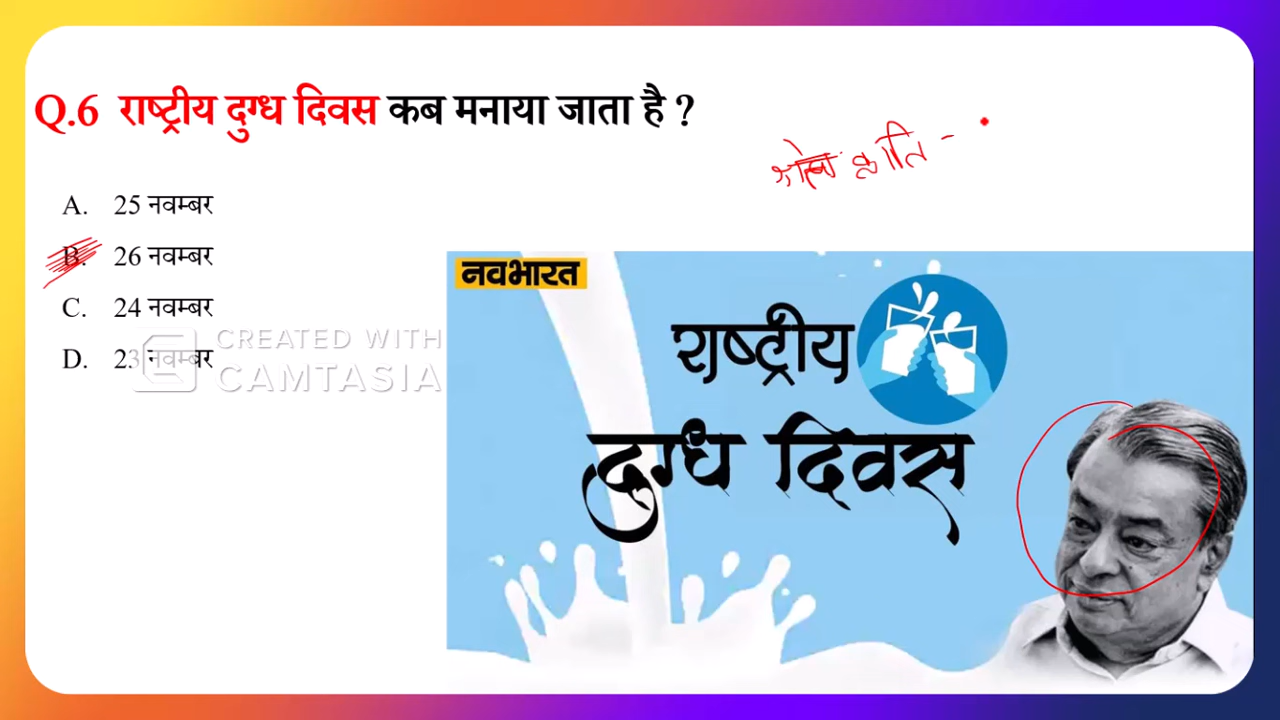 Q.6 राष्ट्रीय दुग्ध दिवस कब मनाया जाता है ?
A. 25 नवम्बर
B. 26 नवम्बर
C. 24 नवम्बर
D. 23 नवम्बर
CREATED WITH
CAMTASIA
नवभारत
राष्ट्रीय
दुग्ध दिवस